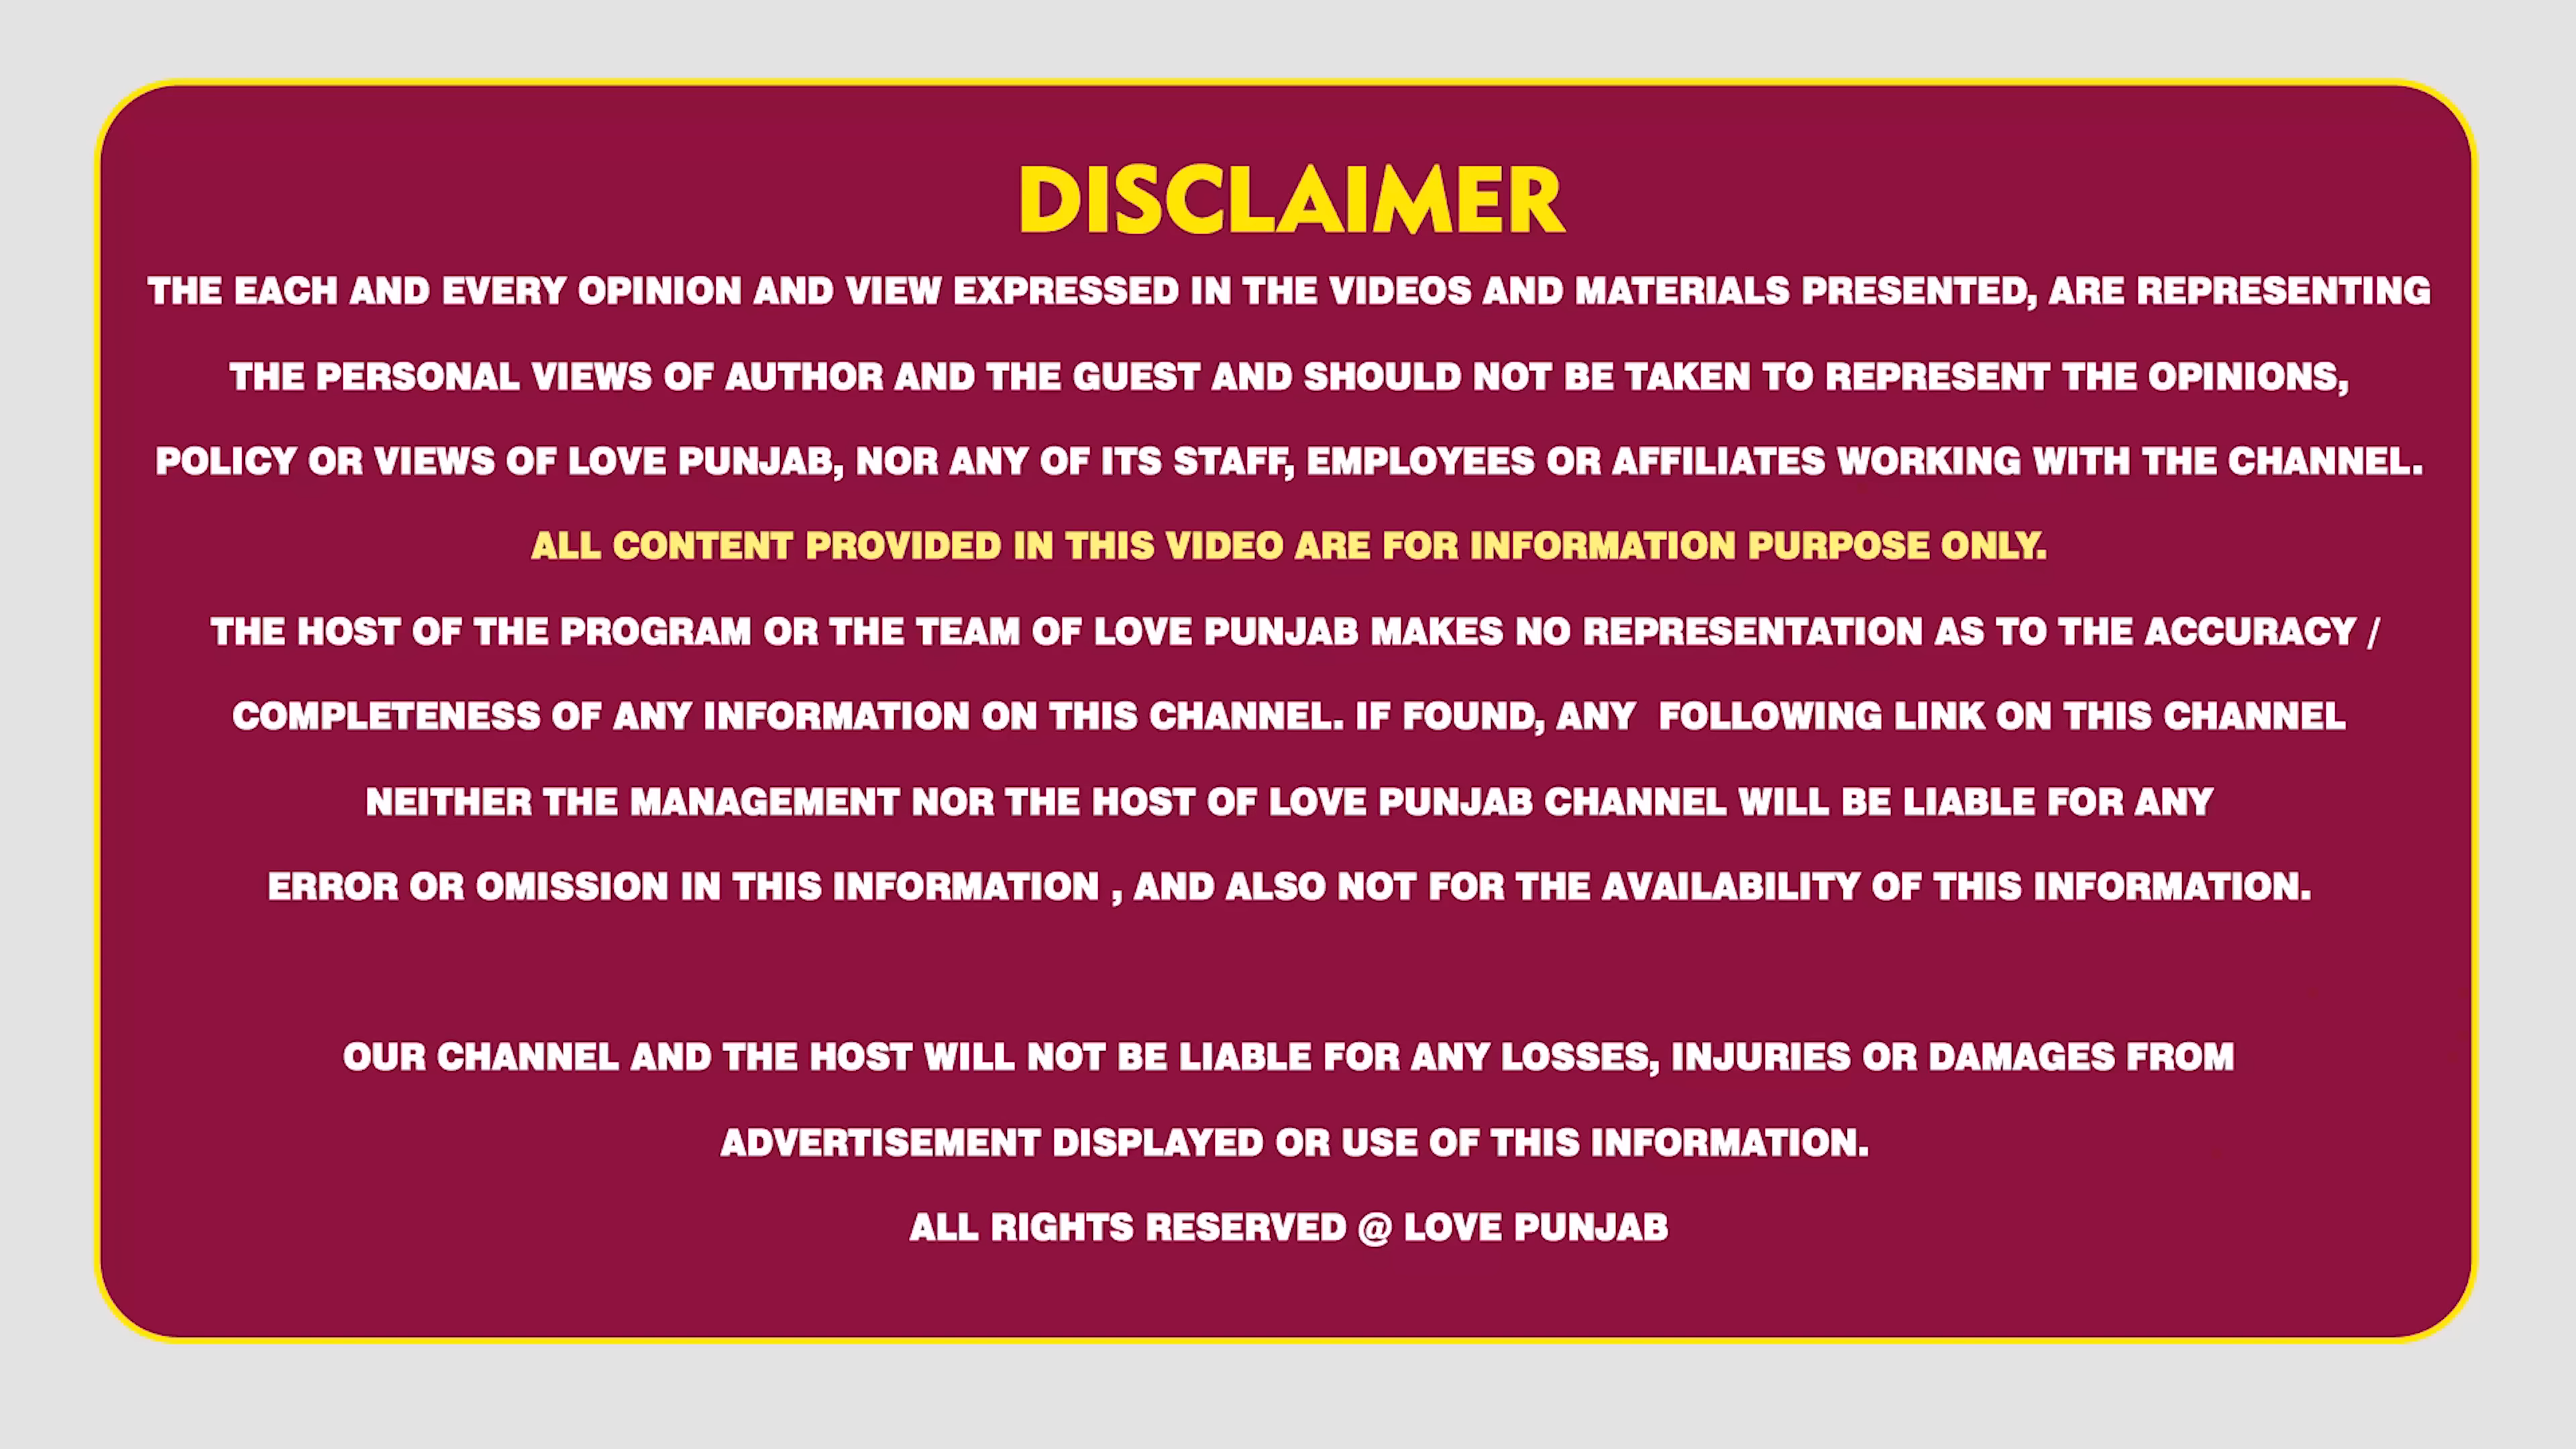 DISCLAIMER
THE EACH AND EVERY OPINION AND VIEW EXPRESSED IN THE VIDEOS AND MATERIALS PRESENTED, ARE REPRESENTING
THE PERSONAL VIEWS OF AUTHOR AND THE GUEST AND SHOULD NOT BE TAKEN TO REPRESENT THE OPINIONS,
POLICY OR VIEWS OF LOVE PUNJAB, NOR ANY OF ITS STAFF, EMPLOYEES OR AFFILIATES WORKING WITH THE CHANNEL.
ALL CONTENT PROVIDED IN THIS VIDEO ARE FOR INFORMATION PURPOSE ONLY.
THE HOST OF THE PROGRAM OR THE TEAM OF LOVE PUNJAB MAKES NO REPRESENTATION AS TO THE ACCURACY /
COMPLETENESS OF ANY INFORMATION ON THIS CHANNEL. IF FOUND, ANY  FOLLOWING LINK ON THIS CHANNEL
NEITHER THE MANAGEMENT NOR THE HOST OF LOVE PUNJAB CHANNEL WILL BE LIABLE FOR ANY
ERROR OR OMISSION IN THIS INFORMATION , AND ALSO NOT FOR THE AVAILABILITY OF THIS INFORMATION.
OUR CHANNEL AND THE HOST WILL NOT BE LIABLE FOR ANY LOSSES, INJURIES OR DAMAGES FROM
ADVERTISEMENT DISPLAYED OR USE OF THIS INFORMATION.
ALL RIGHTS RESERVED @ LOVE PUNJAB